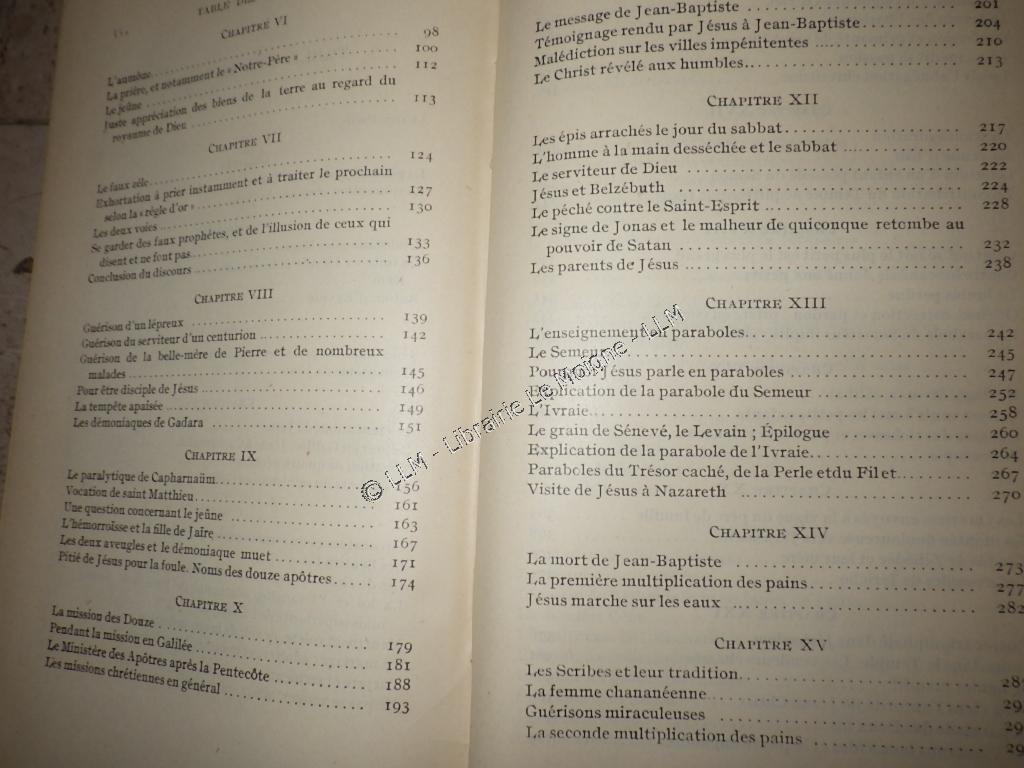 TABLE DES
CHAPITRE VI
L'aumône 98
La prière, et notamment le « Notre-Père » 100
Le jeûne 112
Juste appréciation des biens de la terre au regard du
royaume de Dieu 113
CHAPITRE VII
Le faux zèle 124
Exhortation à prier instamment et à traiter le prochain
selon la « règle d'or » 127
Les deux voies 130
Se garder des faux prophètes, et de l'illusion de ceux qui
disent et ne font pas 133
Conclusion du discours 136
CHAPITRE VIII
Guérison d'un lépreux 139
Guérison du serviteur d'un centurion 142
Guérison de la belle-mère de Pierre et de nombreux
malades 145
Pour être disciple de Jésus 146
La tempête apaisée 149
Les démoniaques de Gadara 151
CHAPITRE IX
Le paralytique de Capharnaüm 156
Vocation de saint Matthieu 161
Une question concernant le jeûne 163
L'hémorroïsse et la fille de Jaïre 167
Les deux aveugles et le démoniaque muet 171
Pitié de Jésus pour la foule. Noms des douze apôtres 174
CHAPITRE X
La mission des Douze 179
Pendant la mission en Galilée 181
Le Ministère des Apôtres après la Pentecôte 188
Les missions chrétiennes en général 193
Le message de Jean-Baptiste 201
Témoignage rendu par Jésus à Jean-Baptiste 204
Malédiction sur les villes impénitentes 210
Le Christ révélé aux humbles 213
CHAPITRE XII
Les épis arrachés le jour du sabbat 217
L'homme à la main desséchée et le sabbat 220
Le serviteur de Dieu 222
Jésus et Belzébuth 224
Le péché contre le Saint-Esprit 228
Le signe de Jonas et le malheur de quiconque retombe au
pouvoir de Satan 232
Les parents de Jésus 238
CHAPITRE XIII
L'enseignement en paraboles 242
Le Semeur 245
Pourquoi Jésus parle en paraboles 247
Explication de la parabole du Semeur 252
L'Ivraie 258
Le grain de Sénevé, le Levain ; Épilogue 260
Explication de la parabole de l'Ivraie 264
Paraboles du Trésor caché, de la Perle et du Filet 267
Visite de Jésus à Nazareth 270
CHAPITRE XIV
La mort de Jean-Baptiste 273
La première multiplication des pains 277
Jésus marche sur les eaux 282
CHAPITRE XV
Les Scribes et leur tradition 28
La femme chananéenne 29
Guérisons miraculeuses 29
La seconde multiplication des pains 29
© LLM - Librairie Le Moigne - LLM